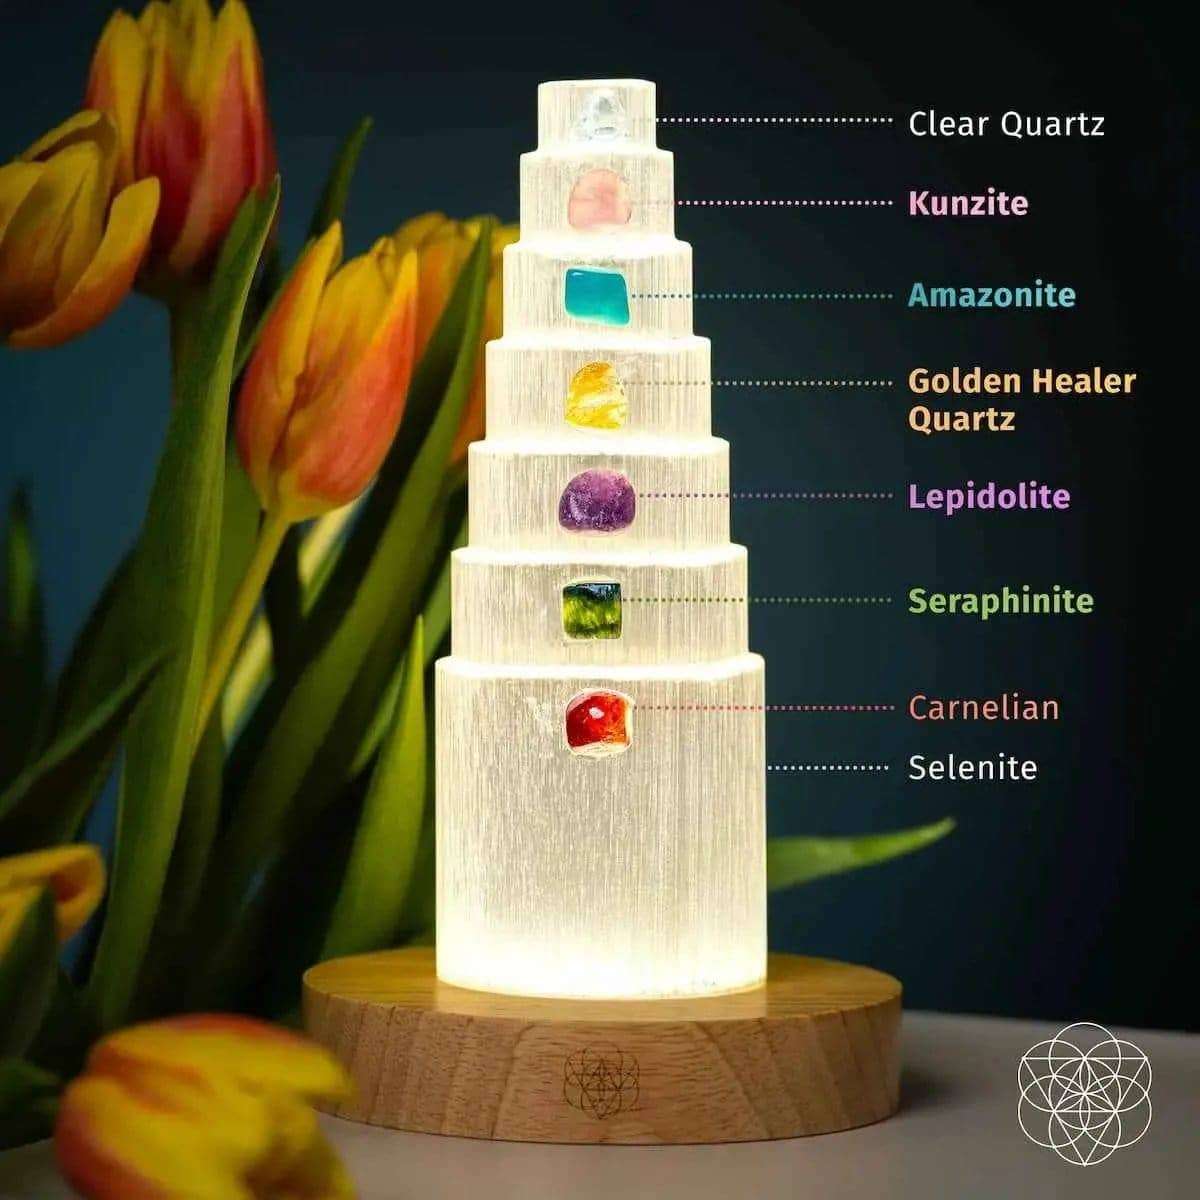 Clear Quartz
Kunzite
Amazonite
Golden Healer
Quartz
Lepidolite
Seraphinite
Carnelian
Selenite